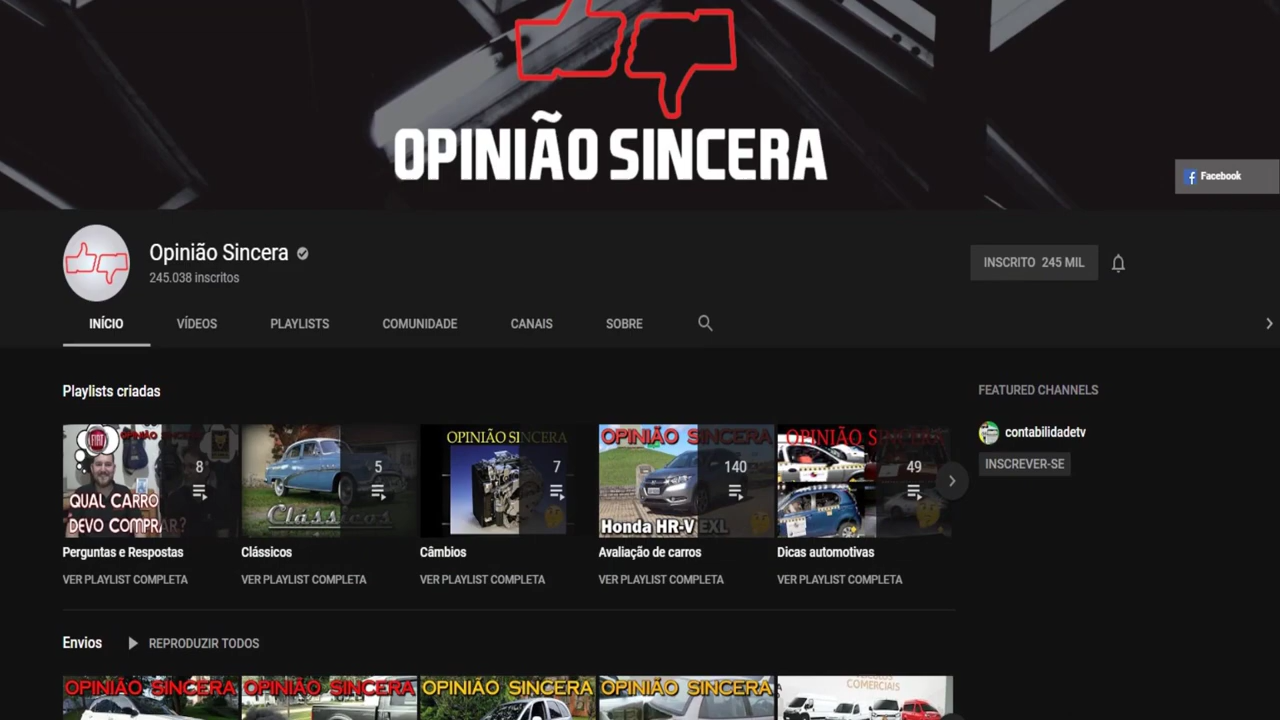 OPINIÃO SINCERA
Facebook
Opinião Sincera
245.038 inscritos
INSCRITO 245 MIL
INÍCIO VÍDEOS PLAYLISTS COMUNIDADE CANAIS SOBRE
Playlists criadas
FEATURED CHANNELS
contabilidadetv
INSCREVER-SE
FIAT
OPINIÃO SINCERA
8
QUAL CARRO
DEVO COMPRAR?
5
Clássicos
OPINIÃO SINCERA
7
OPINIÃO SINCERA
140
Honda HR-V EXL
OPINIÃO SINCERA
49
Perguntas e Respostas Clássicos Câmbios Avaliação de carros Dicas automotivas
VER PLAYLIST COMPLETA VER PLAYLIST COMPLETA VER PLAYLIST COMPLETA VER PLAYLIST COMPLETA VER PLAYLIST COMPLETA
Envios REPRODUZIR TODOS
OPINIÃO SINCERA OPINIÃO SINCERA OPINIÃO SINCERA OPINIÃO SINCERA
COMERCIAIS